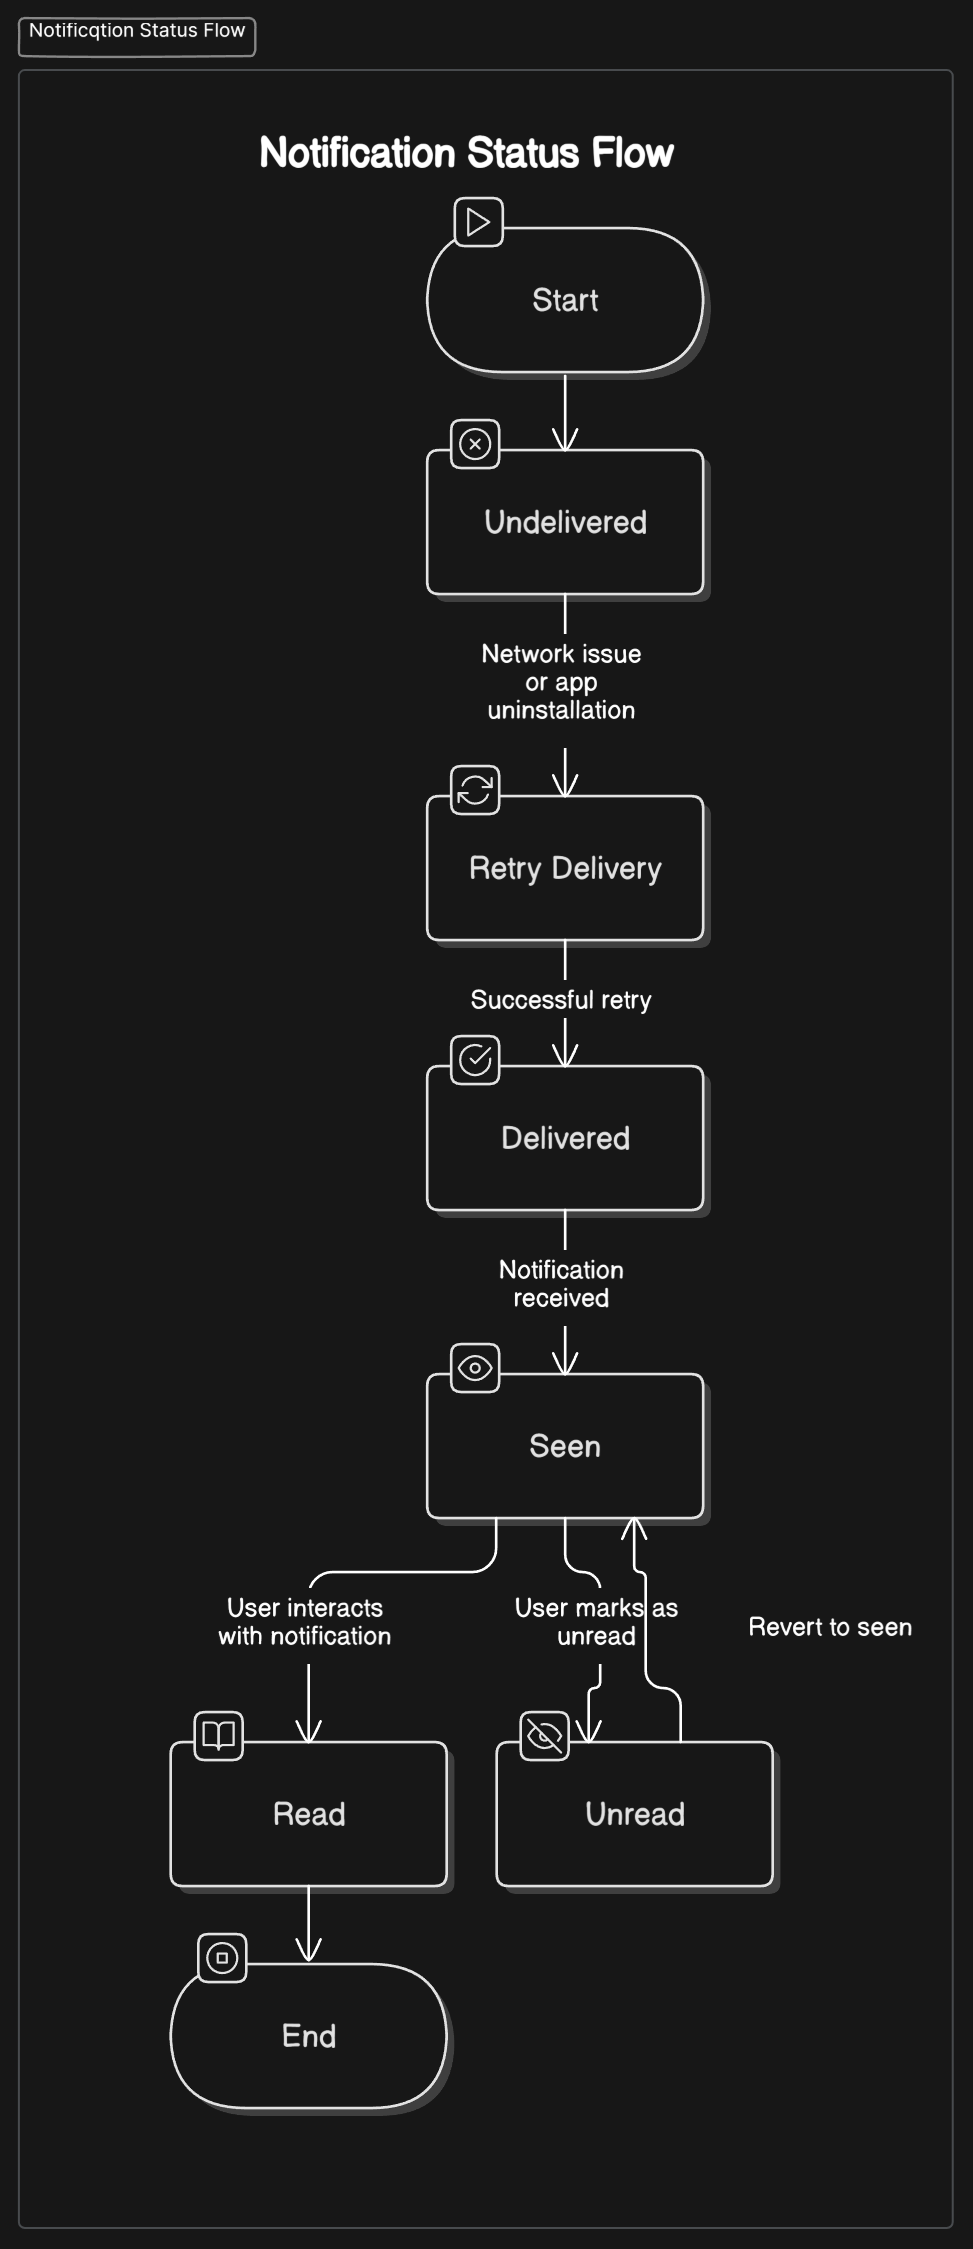 Notificqtion Status Flow
Notification Status Flow
Start
Undelivered
Network issue
or app
uninstallation
Retry Delivery
Successful retry
Delivered
Notification
received
Seen
User interacts
with notification
User marks as
unread
Revert to seen
Read
Unread
End